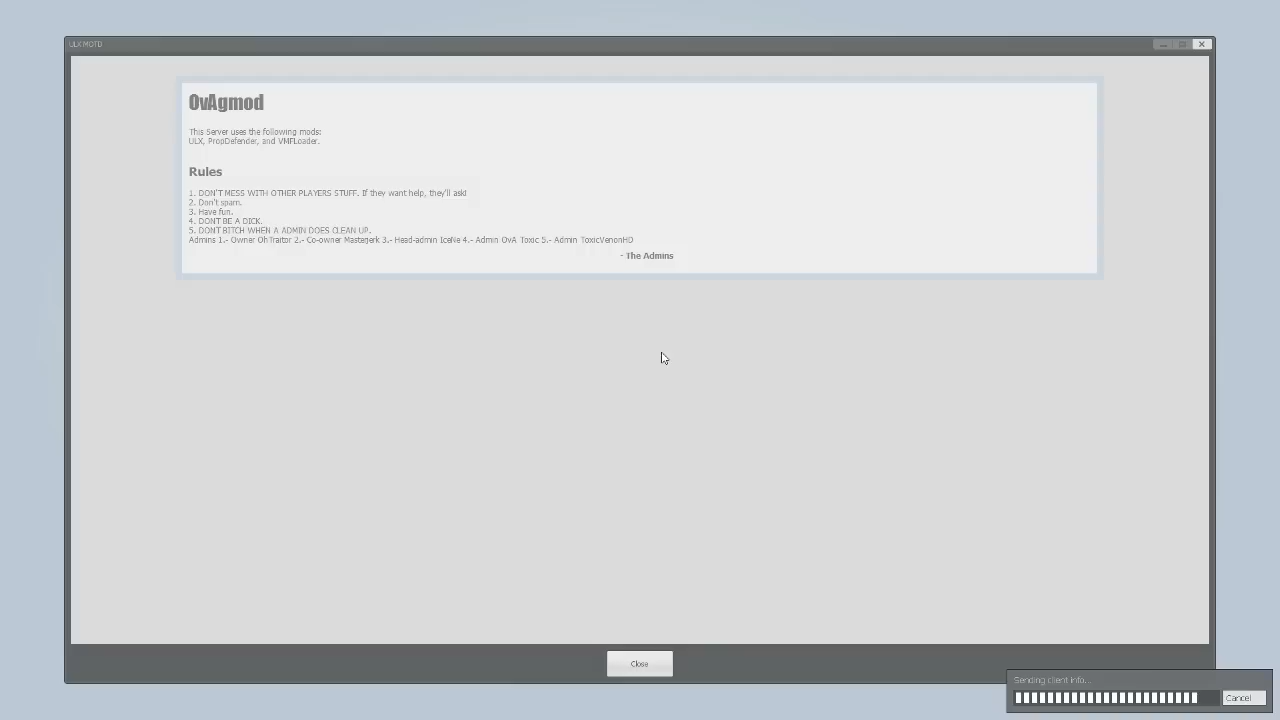 ULX MOTD
OvAgmod
This Server uses the following mods:
ULX, PropDefender, and VMFLoader.
Rules
1. DON'T MESS WITH OTHER PLAYERS STUFF. If they want help, they'll ask!
2. Don't spam.
3. Have fun.
4. DONT BE A DICK.
5. DONT BITCH WHEN A ADMIN DOES CLEAN UP.
Admins 1.- Owner OhTraitor 2.- Co-owner Masterjerk 3.- Head-admin IceNe 4.- Admin OvA Toxic 5.- Admin ToxicVenonHD
- The Admins
Close
Sending client info...
Cancel